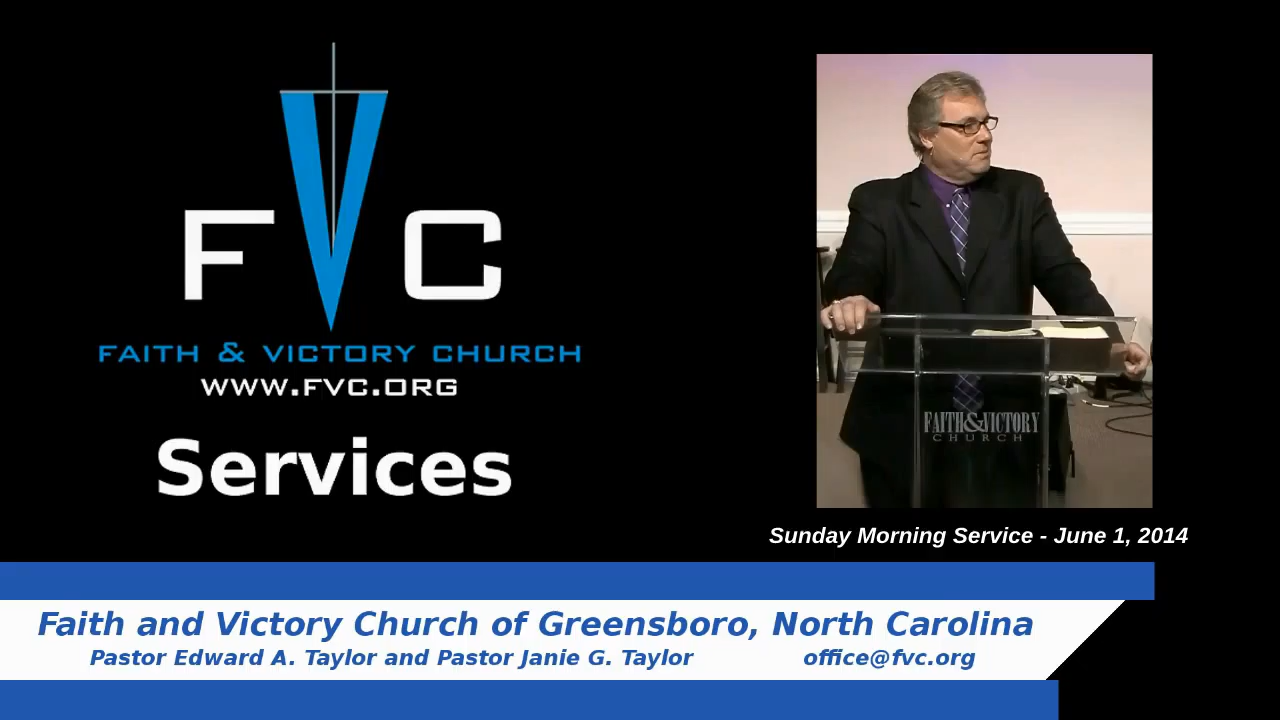 FVC
FAITH & VICTORY CHURCH
WWW.FVC.ORG
Services
FAITH&VICTORY
CHURCH
Sunday Morning Service - June 1, 2014
Faith and Victory Church of Greensboro, North Carolina
Pastor Edward A. Taylor and Pastor Janie G. Taylor office@fvc.org